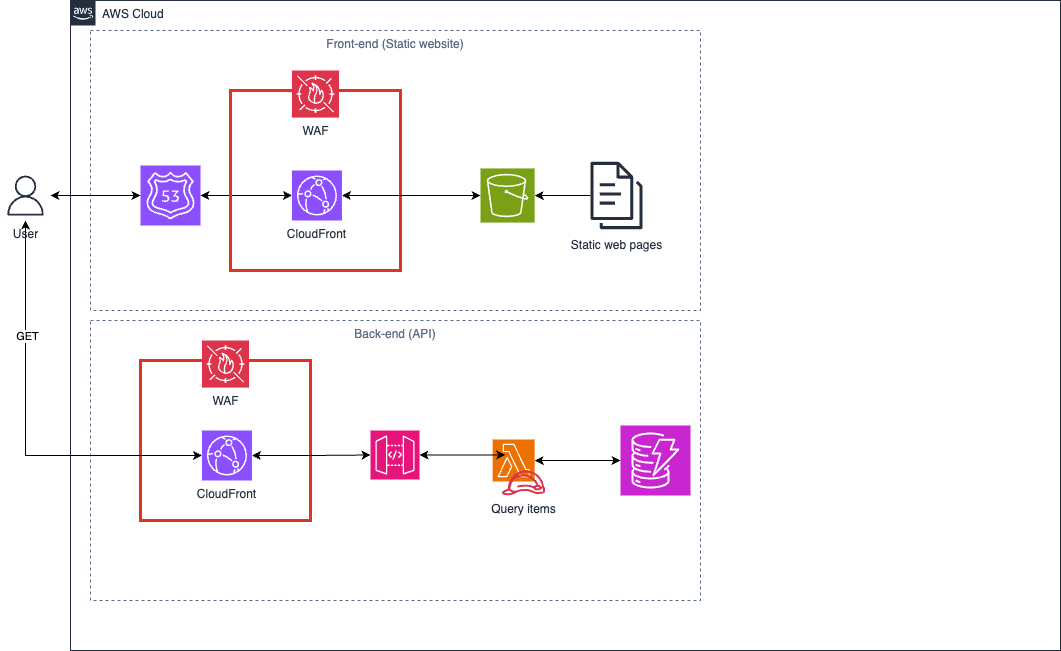 aws
AWS Cloud
Front-end (Static website)
WAF
53
CloudFront
User
Static web pages
GET
Back-end (API)
WAF
</>
CloudFront
Query items